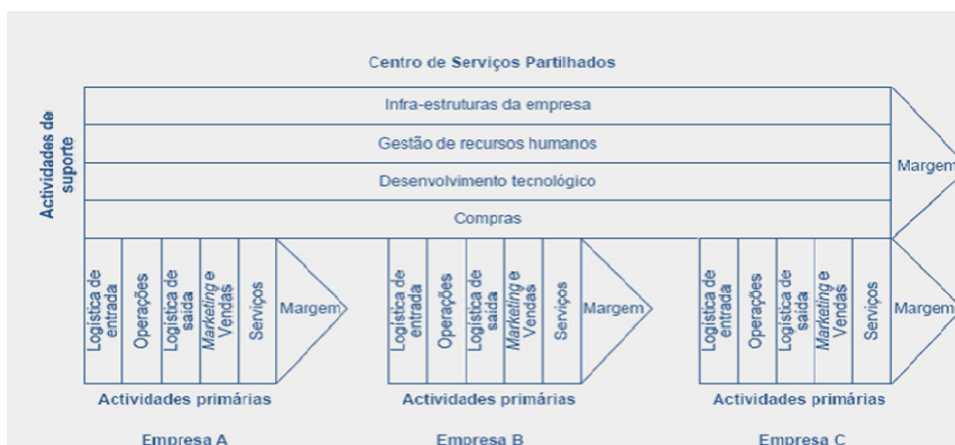 Centro de Serviços Partilhados
Actividades de
suporte
Infra-estruturas da empresa
Gestão de recursos humanos
Desenvolvimento tecnológico
Compras
Margem
Logística de
entrada
Operações
Logística de
saída
Marketing e
Vendas
Serviços
Margem
Logística de
entrada
Operações
Logística de
saída
Marketing e
Vendas
Serviços
Margem
Logística de
entrada
Operações
Logística de
saída
Marketing e
Vendas
Serviços
Margem
Actividades primárias
Actividades primárias
Actividades primárias
Empresa A
Empresa B
Empresa C